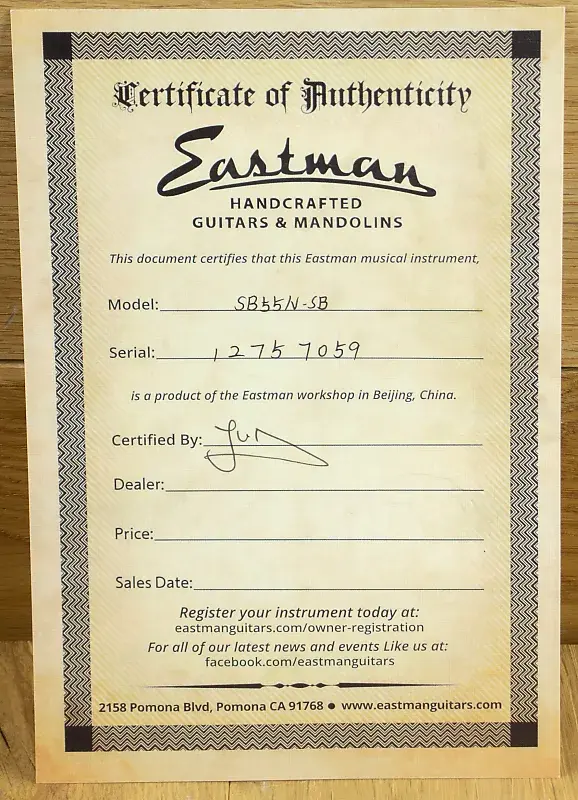 Certificate of Authenticity
Eastman
HANDCRAFTED
GUITARS & MANDOLINS
This document certifies that this Eastman musical instrument,
Model: SB55N-SB
Serial: 12757059
is a product of the Eastman workshop in Beijing, China.
Certified By:
Dealer:
Price:
Sales Date:
Register your instrument today at:
eastmanguitars.com/owner-registration
For all of our latest news and events Like us at:
facebook.com/eastmanguitars
2158 Pomona Blvd, Pomona CA 91768 ● www.eastmanguitars.com